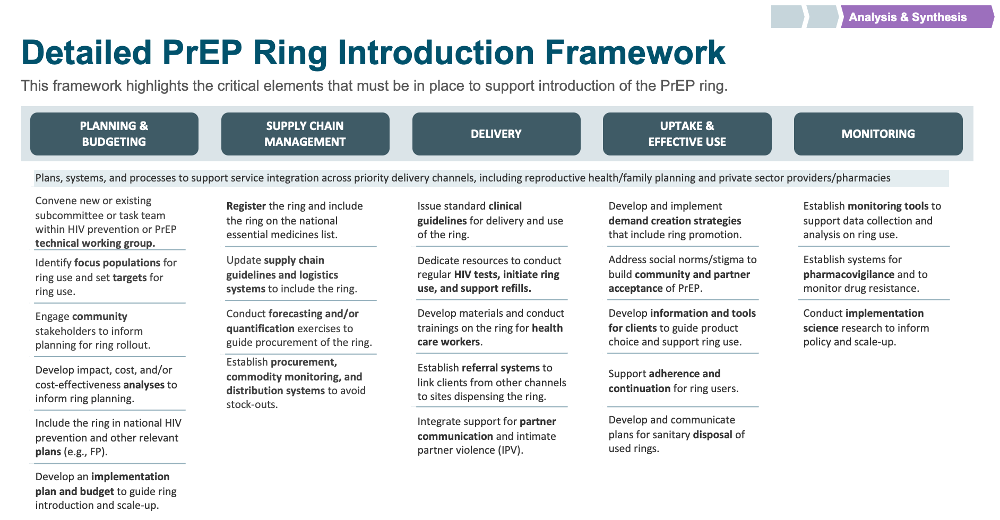 Analysis & Synthesis
Detailed PrEP Ring Introduction Framework
This framework highlights the critical elements that must be in place to support introduction of the PrEP ring.
PLANNING &
BUDGETING
SUPPLY CHAIN
MANAGEMENT
DELIVERY
UPTAKE &
EFFECTIVE USE
MONITORING
Plans, systems, and processes to support service integration across priority delivery channels, including reproductive health/family planning and private sector providers/pharmacies
Convene new or existing
subcommittee or task team
within HIV prevention or PrEP
technical working group.
Identify focus populations for
ring use and set targets for
ring use.
Engage community
stakeholders to inform
planning for ring rollout.
Develop impact, cost, and/or
cost-effectiveness analyses to
inform ring planning.
Include the ring in national HIV
prevention and other relevant
plans (e.g., FP).
Develop an implementation
plan and budget to guide ring
introduction and scale-up.
Register the ring and include
the ring on the national
essential medicines list.
Update supply chain
guidelines and logistics
systems to include the ring.
Conduct forecasting and/or
quantification exercises to
guide procurement of the ring.
Establish procurement,
commodity monitoring, and
distribution systems to avoid
stock-outs.
Issue standard clinical
guidelines for delivery and use
of the ring.
Dedicate resources to conduct
regular HIV tests, initiate ring
use, and support refills.
Develop materials and conduct
trainings on the ring for health
care workers.
Establish referral systems to
link clients from other channels
to sites dispensing the ring.
Integrate support for partner
communication and intimate
partner violence (IPV).
Develop and implement
demand creation strategies
that include ring promotion.
Address social norms/stigma to
build community and partner
acceptance of PrEP.
Develop information and tools
for clients to guide product
choice and support ring use.
Support adherence and
continuation for ring users.
Develop and communicate
plans for sanitary disposal of
used rings.
Establish monitoring tools to
support data collection and
analysis on ring use.
Establish systems for
pharmacovigilance and to
monitor drug resistance.
Conduct implementation
science research to inform
policy and scale-up.